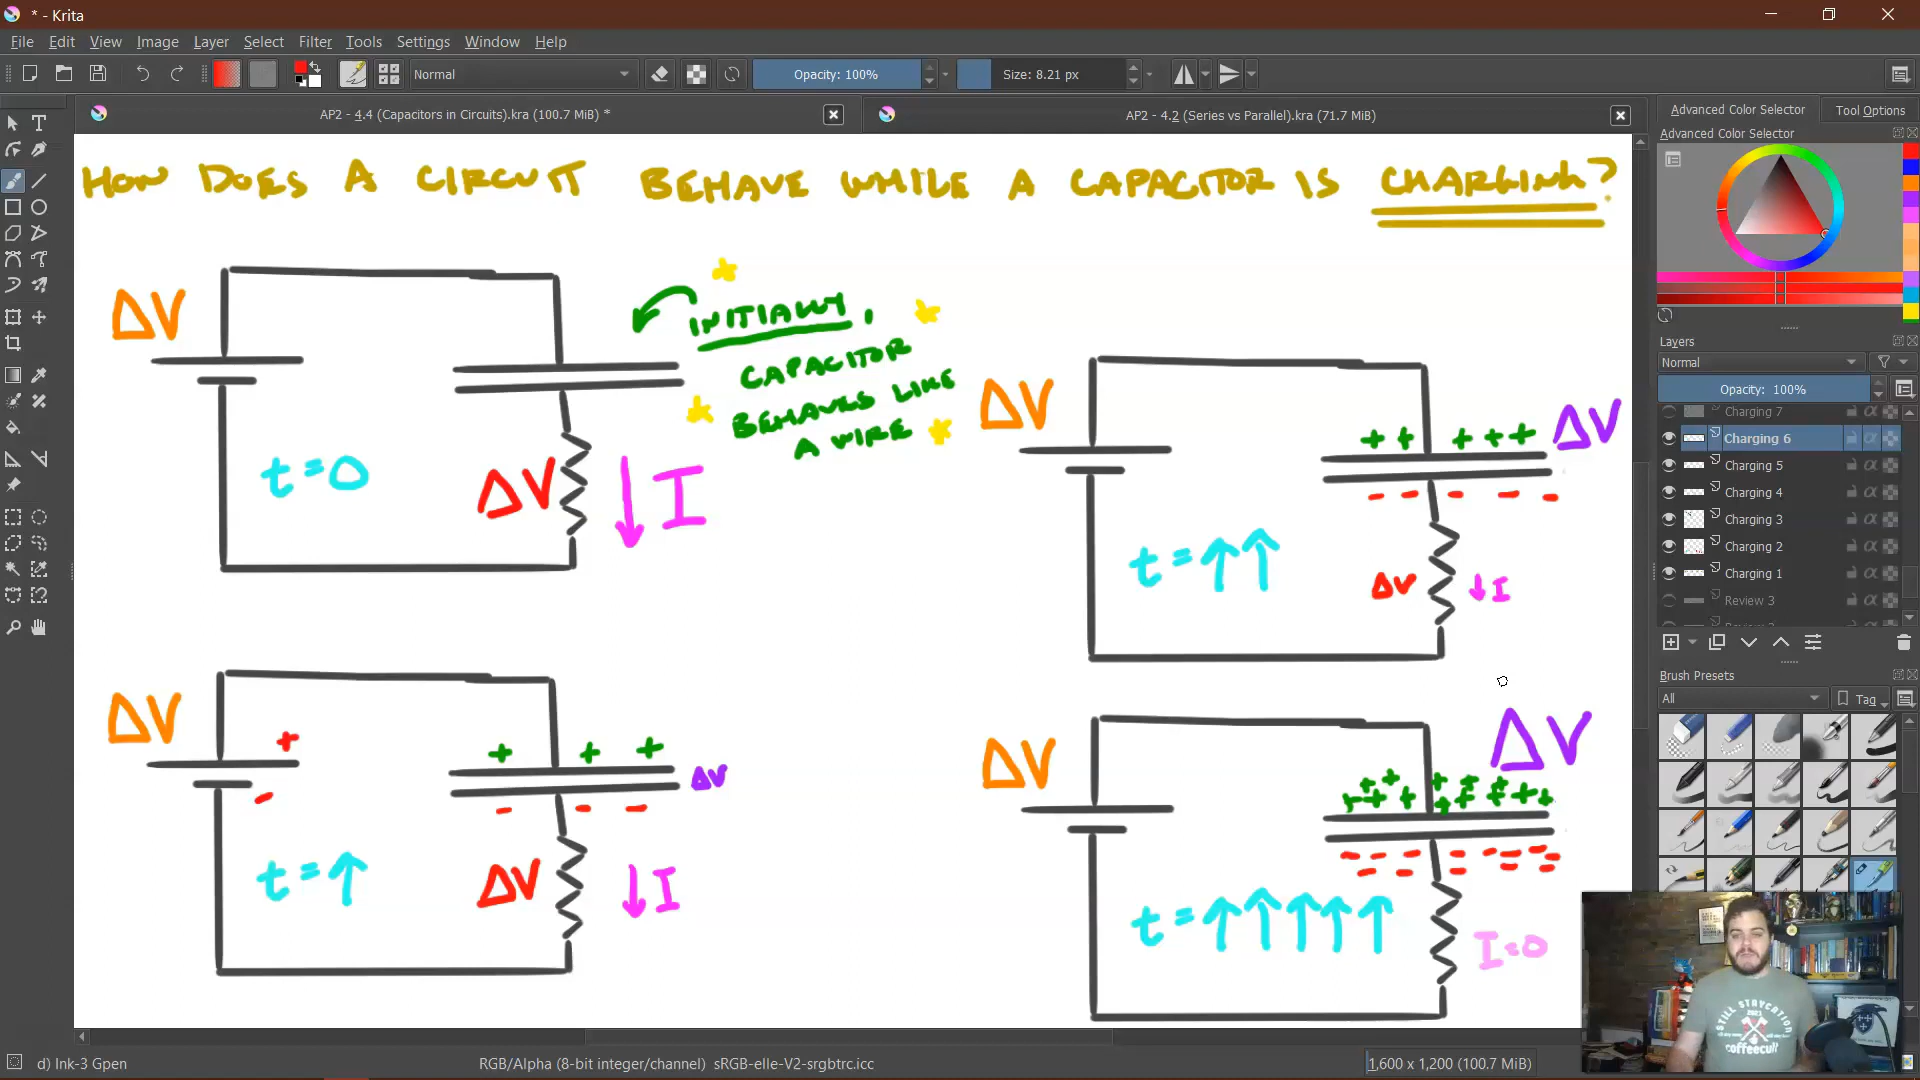 * - Krita
File Edit View Image Layer Select Filter Tools Settings Window Help
Normal Opacity: 100% Size: 8.21 px
AP2 - 4.4 (Capacitors in Circuits).kra (100.7 MiB) *
AP2 - 4.2 (Series vs Parallel).kra (71.7 MiB)
HOW DOES A CIRCUIT BEHAVE WHILE A CAPACITOR IS CHARGING?
ΔV
t=0
ΔV
I
INITIALLY,
CAPACITOR
BEHAVES LIKE
A WIRE
ΔV
+ + + + +
ΔV
- - - - -
t=↑↑
ΔV
↓I
ΔV
+
-
+ + +
ΔV
- - -
t=↑
ΔV
↓I
ΔV
ΔV
t=↑↑↑↑↑
I=0
Advanced Color Selector Tool Options
Advanced Color Selector
Layers
Normal
Opacity: 100%
Charging 7
Charging 6
Charging 5
Charging 4
Charging 3
Charging 2
Charging 1
Review 3
Brush Presets
All Tag
STILL STAYCATION
2021
coffeecult
d) Ink-3 Gpen
RGB/Alpha (8-bit integer/channel) sRGB-elle-V2-srgbtrc.icc
1,600 x 1,200 (100.7 MiB)